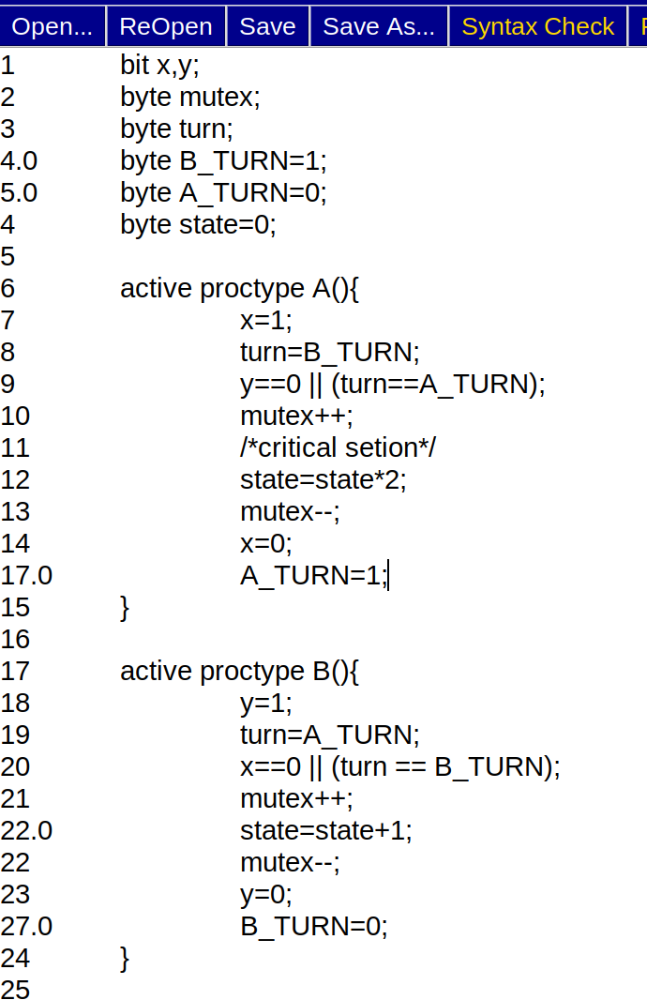 Open... ReOpen Save Save As... Syntax Check
1 bit x,y;
2 byte mutex;
3 byte turn;
4.0 byte B_TURN=1;
5.0 byte A_TURN=0;
4 byte state=0;
5
6 active proctype A(){
7 x=1;
8 turn=B_TURN;
9 y==0 || (turn==A_TURN);
10 mutex++;
11 /*critical setion*/
12 state=state*2;
13 mutex--;
14 x=0;
17.0 A_TURN=1;
15 }
16
17 active proctype B(){
18 y=1;
19 turn=A_TURN;
20 x==0 || (turn == B_TURN);
21 mutex++;
22.0 state=state+1;
22 mutex--;
23 y=0;
27.0 B_TURN=0;
24 }
25